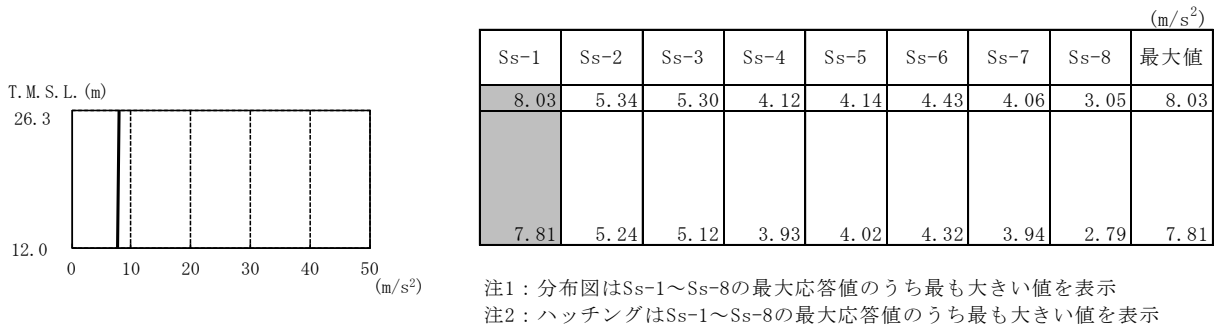 (m/s²)
Ss-1 Ss-2 Ss-3 Ss-4 Ss-5 Ss-6 Ss-7 Ss-8 最大値
8.03 5.34 5.30 4.12 4.14 4.43 4.06 3.05 8.03
7.81 5.24 5.12 3.93 4.02 4.32 3.94 2.79 7.81
T.M.S.L.(m)
26.3
12.0
0 10 20 30 40 50
(m/s²)
注1：分布図はSs-1～Ss-8の最大応答値のうち最も大きい値を表示
注2：ハッチングはSs-1～Ss-8の最大応答値のうち最も大きい値を表示